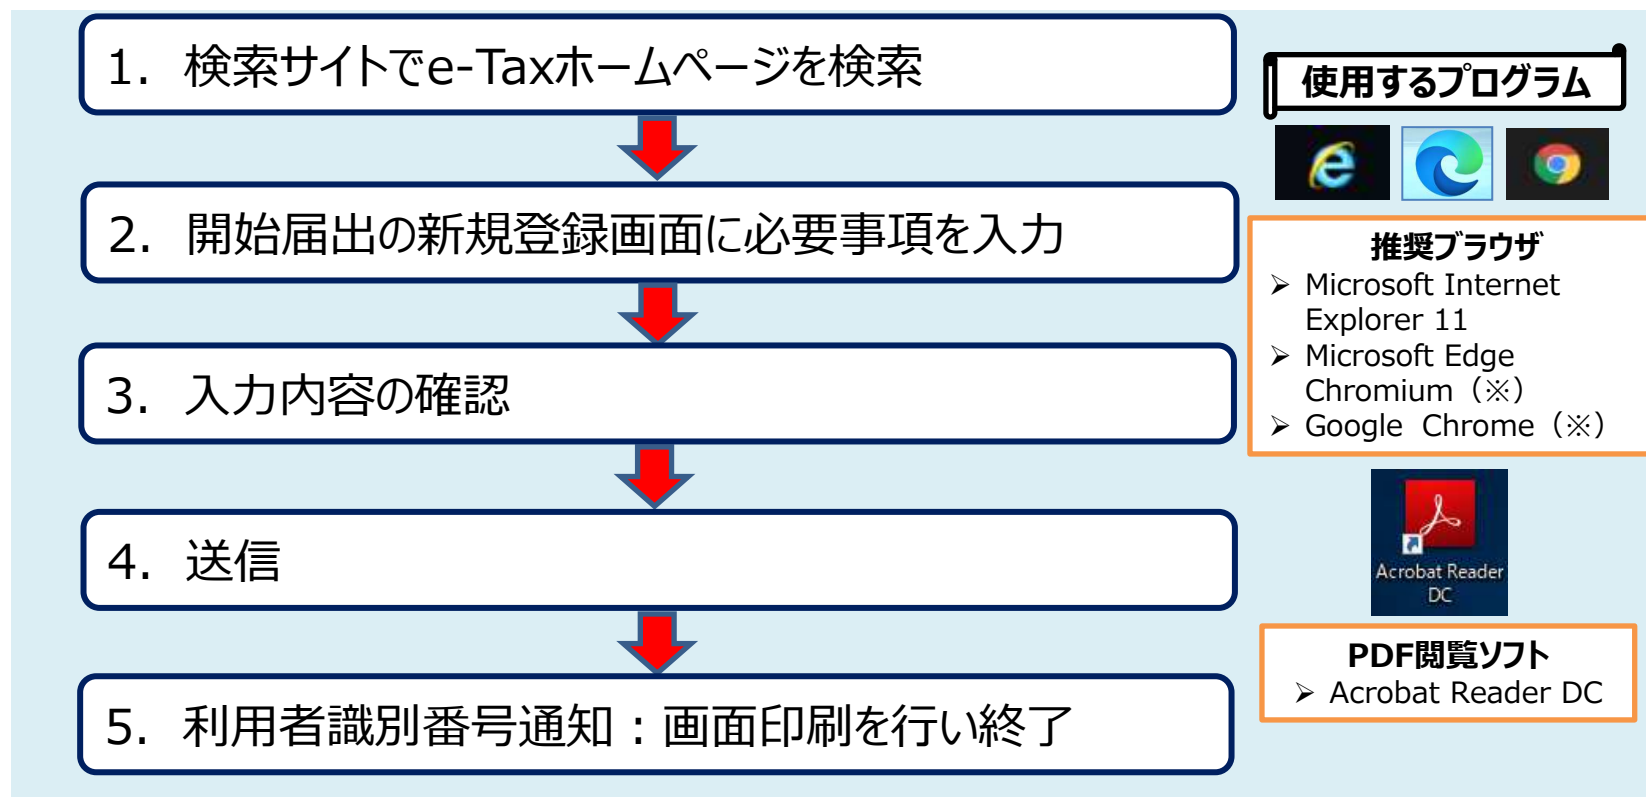 1. 検索サイトでe-Taxホームページを検索
2. 開始届出の新規登録画面に必要事項を入力
3. 入力内容の確認
4. 送信
5. 利用者識別番号通知：画面印刷を行い終了
使用するプログラム
推奨ブラウザ
➢ Microsoft Internet
Explorer 11
➢ Microsoft Edge
Chromium（※）
➢ Google Chrome（※）
Acrobat Reader
DC
PDF閲覧ソフト
➢ Acrobat Reader DC